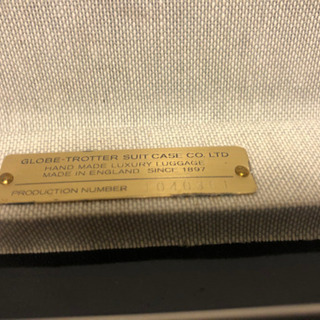 GLOBE-TROTTER SUIT CASE CO. LTD
HAND MADE LUXURY LUGGAGE
MADE IN ENGLAND. SINCE 1897
PRODUCTION NUMBER